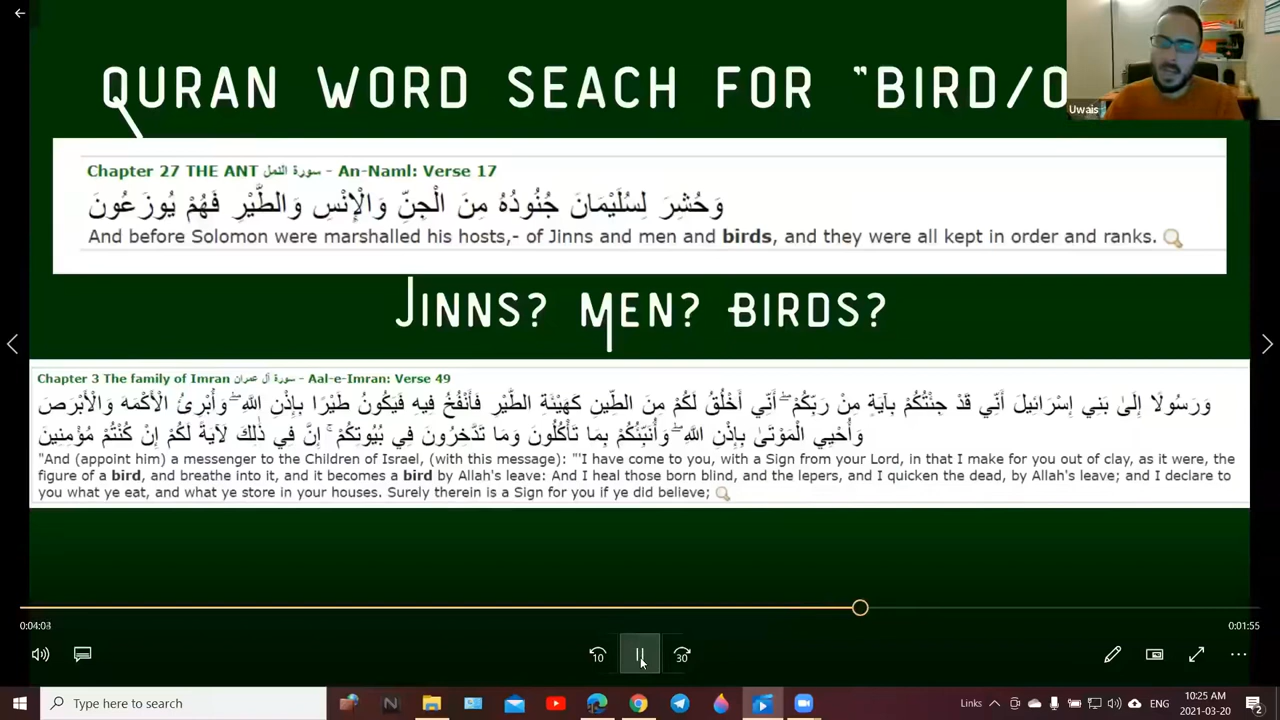 QURAN WORD SEACH FOR "BIRD/O
Uwais
Chapter 27 THE ANT سورة النمل - An-Naml: Verse 17
وَحُشِرَ لِسُلَيْمَانَ جُنُودُهُ مِنَ الْجِنِّ وَالْإِنْسِ وَالطَّيْرِ فَهُمْ يُوزَعُونَ
And before Solomon were marshalled his hosts,- of Jinns and men and birds, and they were all kept in order and ranks.
JINNS? MEN? BIRDS?
Chapter 3 The family of Imran سورة آل عمران - Aal-e-Imran: Verse 49
وَرَسُولًا إِلَىٰ بَنِي إِسْرَائِيلَ أَنِّي قَدْ جِئْتُكُمْ بِآيَةٍ مِنْ رَبِّكُمْ ۖ أَنِّي أَخْلُقُ لَكُمْ مِنَ الطِّينِ كَهَيْئَةِ الطَّيْرِ فَأَنْفُخُ فِيهِ فَيَكُونُ طَيْرًا بِإِذْنِ اللَّهِ ۖ وَأُبْرِئُ الْأَكْمَهَ وَالْأَبْرَصَ
وَأُحْيِي الْمَوْتَىٰ بِإِذْنِ اللَّهِ ۖ وَأُنَبِّئُكُمْ بِمَا تَأْكُلُونَ وَمَا تَدَّخِرُونَ فِي بُيُوتِكُمْ ۚ إِنَّ فِي ذَٰلِكَ لَآيَةً لَكُمْ إِنْ كُنْتُمْ مُؤْمِنِينَ
"And (appoint him) a messenger to the Children of Israel, (with this message): "'I have come to you, with a Sign from your Lord, in that I make for you out of clay, as it were, the
figure of a bird, and breathe into it, and it becomes a bird by Allah's leave: And I heal those born blind, and the lepers, and I quicken the dead, by Allah's leave; and I declare to
you what ye eat, and what ye store in your houses. Surely therein is a Sign for you if ye did believe;
0:04:03
0:01:55
10
30
Type here to search
Links
ENG
10:25 AM
2021-03-20
2